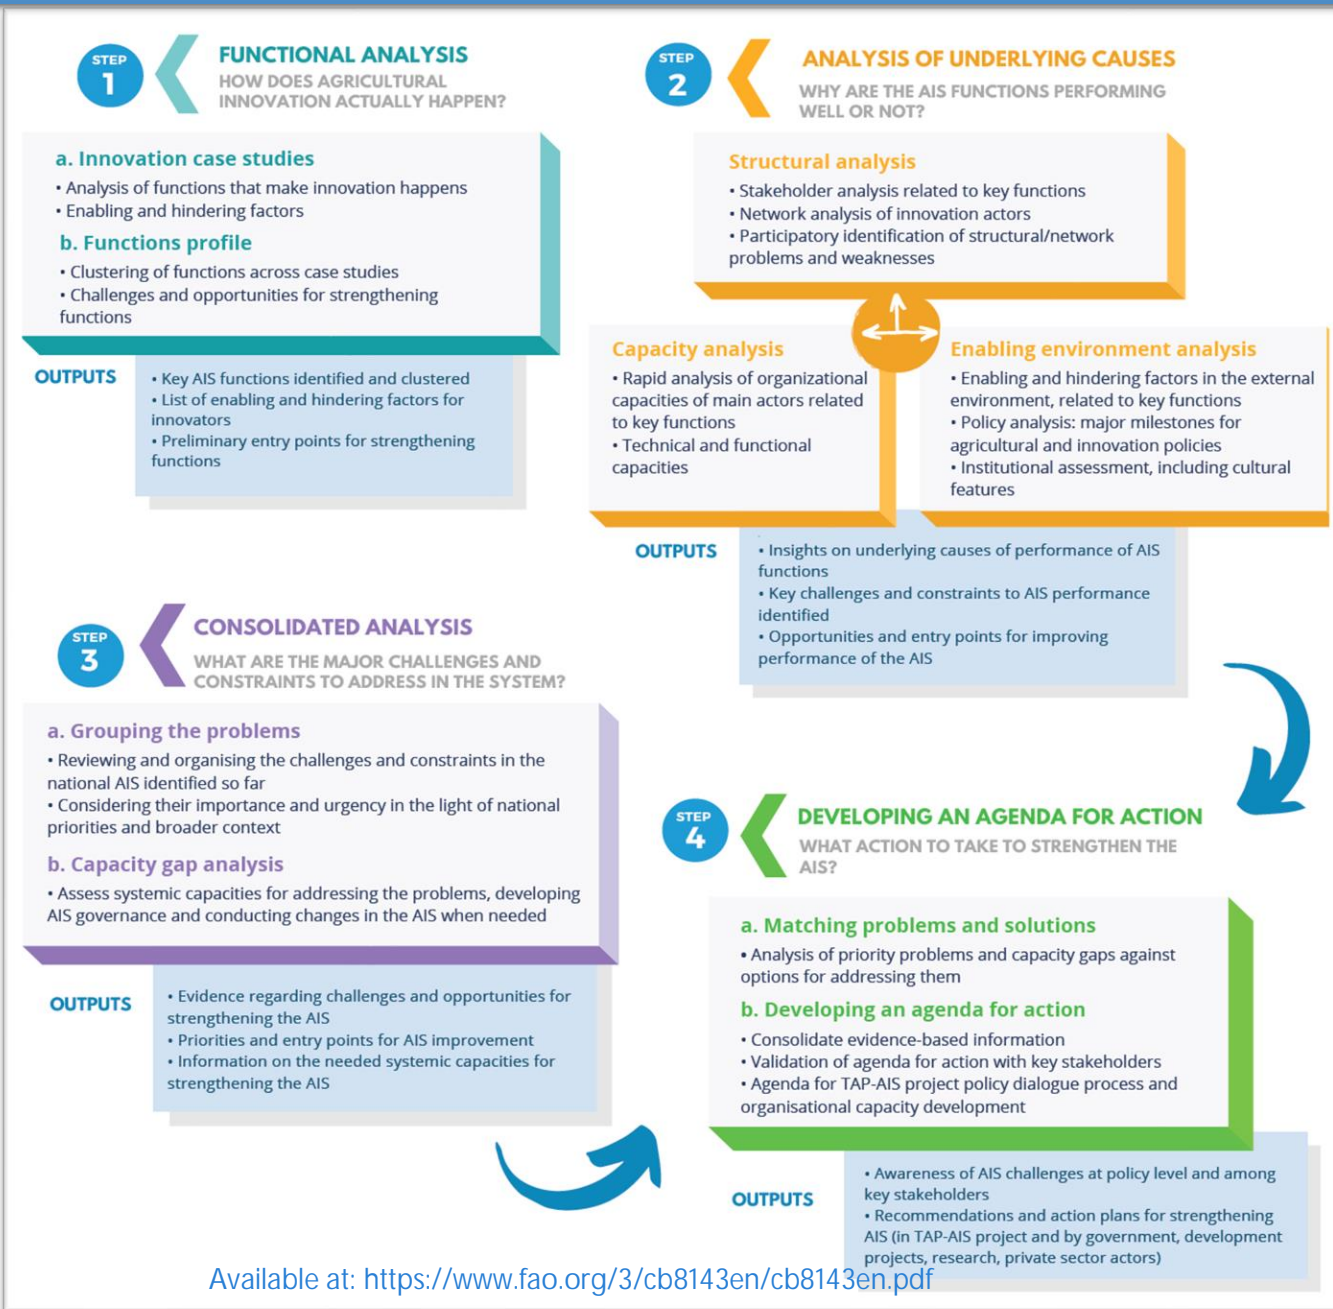 STEP
1
FUNCTIONAL ANALYSIS
HOW DOES AGRICULTURAL
INNOVATION ACTUALLY HAPPEN?
a. Innovation case studies
• Analysis of functions that make innovation happens
• Enabling and hindering factors
b. Functions profile
• Clustering of functions across case studies
• Challenges and opportunities for strengthening
functions
OUTPUTS
• Key AIS functions identified and clustered
• List of enabling and hindering factors for
innovators
• Preliminary entry points for strengthening
functions
STEP
2
ANALYSIS OF UNDERLYING CAUSES
WHY ARE THE AIS FUNCTIONS PERFORMING
WELL OR NOT?
Structural analysis
• Stakeholder analysis related to key functions
• Network analysis of innovation actors
• Participatory identification of structural/network
problems and weaknesses
Capacity analysis
• Rapid analysis of organizational
capacities of main actors related
to key functions
• Technical and functional
capacities
Enabling environment analysis
• Enabling and hindering factors in the external
environment, related to key functions
• Policy analysis: major milestones for
agricultural and innovation policies
• Institutional assessment, including cultural
features
OUTPUTS
• Insights on underlying causes of performance of AIS
functions
• Key challenges and constraints to AIS performance
identified
• Opportunities and entry points for improving
performance of the AIS
STEP
3
CONSOLIDATED ANALYSIS
WHAT ARE THE MAJOR CHALLENGES AND
CONSTRAINTS TO ADDRESS IN THE SYSTEM?
a. Grouping the problems
• Reviewing and organising the challenges and constraints in the
national AIS identified so far
• Considering their importance and urgency in the light of national
priorities and broader context
b. Capacity gap analysis
• Assess systemic capacities for addressing the problems, developing
AIS governance and conducting changes in the AIS when needed
OUTPUTS
• Evidence regarding challenges and opportunities for
strengthening the AIS
• Priorities and entry points for AIS improvement
• Information on the needed systemic capacities for
strengthening the AIS
STEP
4
DEVELOPING AN AGENDA FOR ACTION
WHAT ACTION TO TAKE TO STRENGTHEN THE
AIS?
a. Matching problems and solutions
• Analysis of priority problems and capacity gaps against
options for addressing them
b. Developing an agenda for action
• Consolidate evidence-based information
• Validation of agenda for action with key stakeholders
• Agenda for TAP-AIS project policy dialogue process and
organisational capacity development
OUTPUTS
• Awareness of AIS challenges at policy level and among
key stakeholders
• Recommendations and action plans for strengthening
AIS (in TAP-AIS project and by government, development
projects, research, private sector actors)
Available at: https://www.fao.org/3/cb8143en/cb8143en.pdf